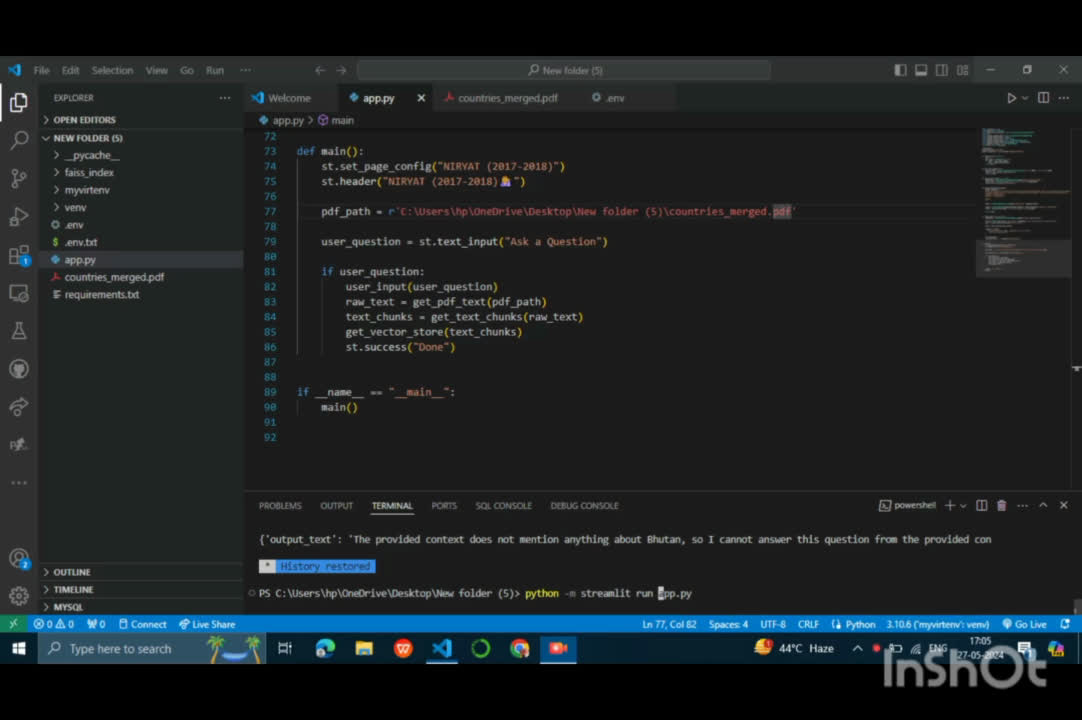 File Edit Selection View Go Run ··· New folder (5)
EXPLORER ···
OPEN EDITORS
NEW FOLDER (5)
__pycache__
faiss_index
myvirtenv
venv
.env
.env.txt
app.py
countries_merged.pdf
requirements.txt
OUTLINE
TIMELINE
MYSQL
Welcome app.py countries_merged.pdf .env
app.py > main
72
73 def main():
74 st.set_page_config("NIRYAT (2017-2018)")
75 st.header("NIRYAT (2017-2018)💁")
76
77 pdf_path = r'C:\Users\hp\OneDrive\Desktop\New folder (5)\countries_merged.pdf'
78
79 user_question = st.text_input("Ask a Question")
80
81 if user_question:
82 user_input(user_question)
83 raw_text = get_pdf_text(pdf_path)
84 text_chunks = get_text_chunks(raw_text)
85 get_vector_store(text_chunks)
86 st.success("Done")
87
88
89 if __name__ == "__main__":
90 main()
91
92
PROBLEMS OUTPUT TERMINAL PORTS SQL CONSOLE DEBUG CONSOLE powershell
{'output_text': 'The provided context does not mention anything about Bhutan, so I cannot answer this question from the provided con
* History restored
PS C:\Users\hp\OneDrive\Desktop\New folder (5)> python -m streamlit run app.py
0 0 0 Connect Live Share Ln 77, Col 82 Spaces: 4 UTF-8 CRLF Python 3.10.6 ('myvirtenv': venv) Go Live
Type here to search 44°C Haze ENG 17:05
27-05-2024
InShOt